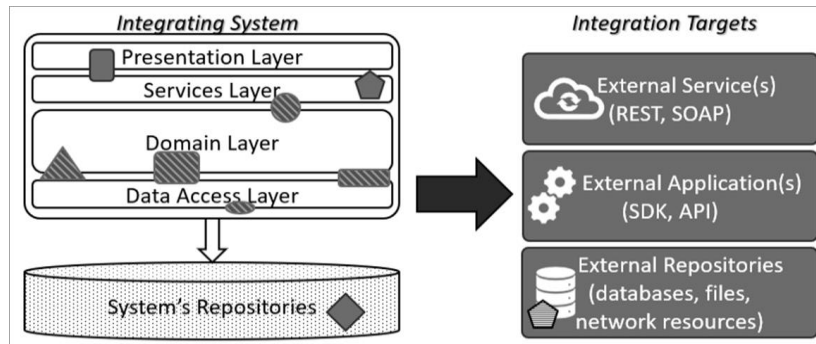 Integrating System
Presentation Layer
Services Layer
Domain Layer
Data Access Layer
System's Repositories
Integration Targets
External Service(s)
(REST, SOAP)
External Application(s)
(SDK, API)
External Repositories
(databases, files,
network resources)